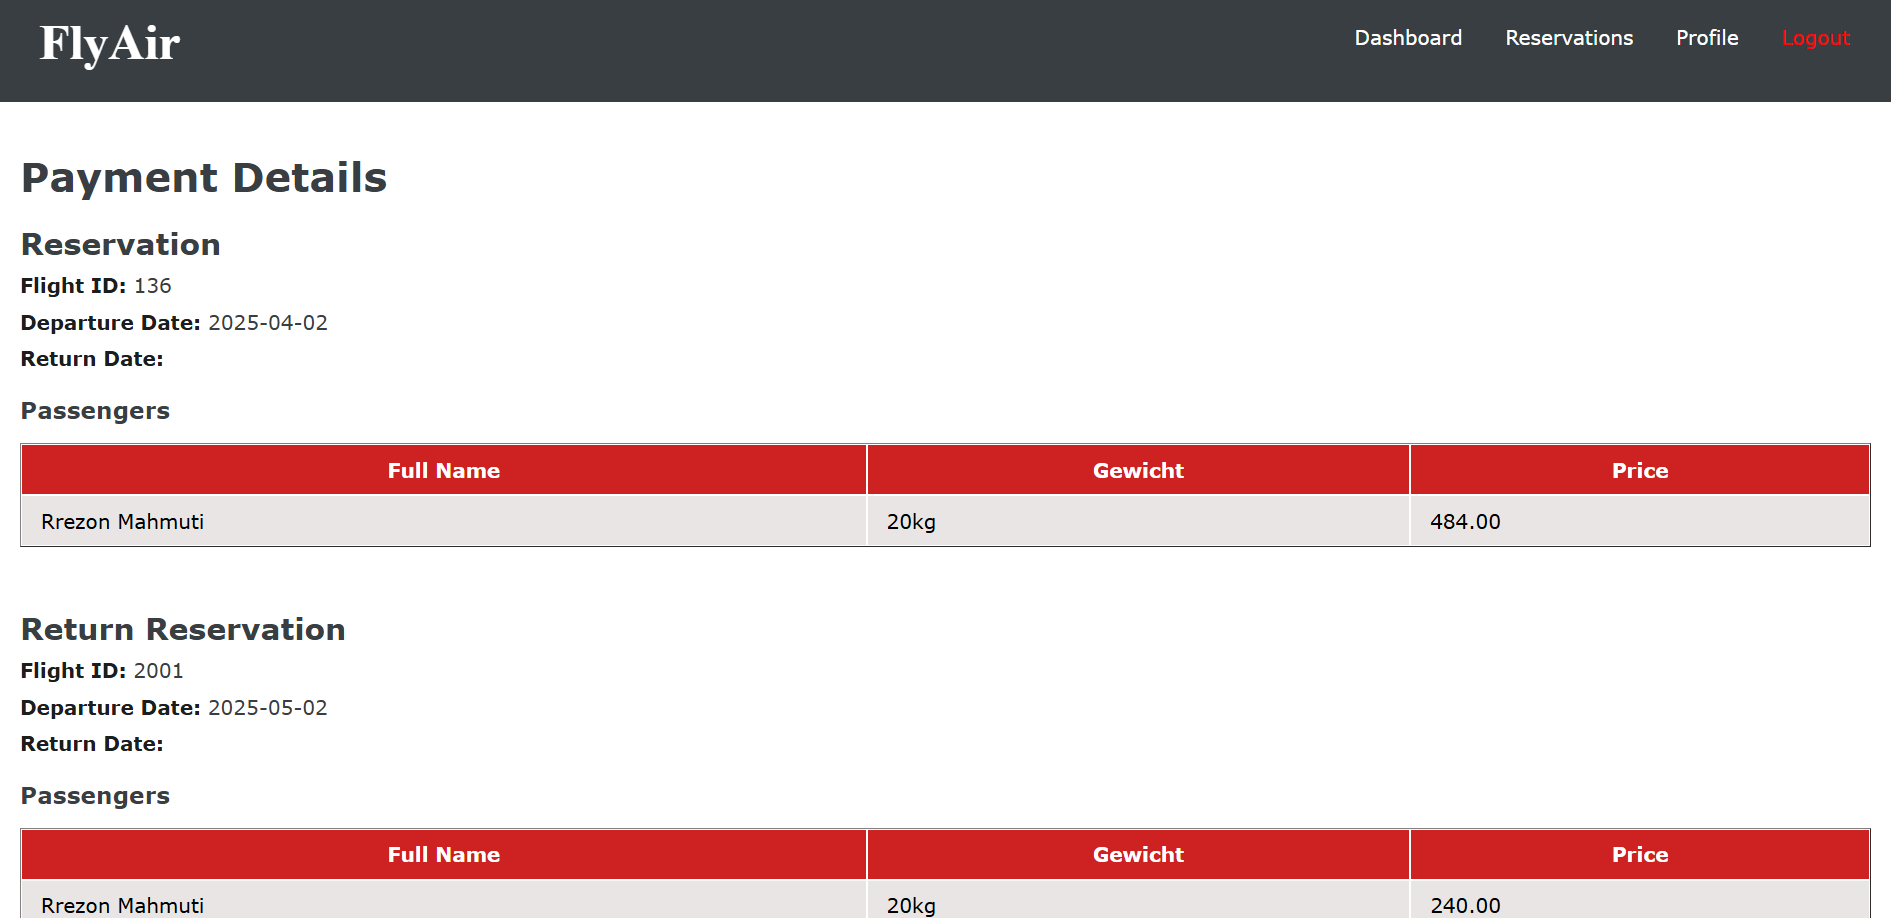 FlyAir
Dashboard Reservations Profile Logout
Payment Details
Reservation
Flight ID: 136
Departure Date: 2025-04-02
Return Date:
Passengers
Full Name Gewicht Price
Rrezon Mahmuti 20kg 484.00
Return Reservation
Flight ID: 2001
Departure Date: 2025-05-02
Return Date:
Passengers
Full Name Gewicht Price
Rrezon Mahmuti 20kg 240.00